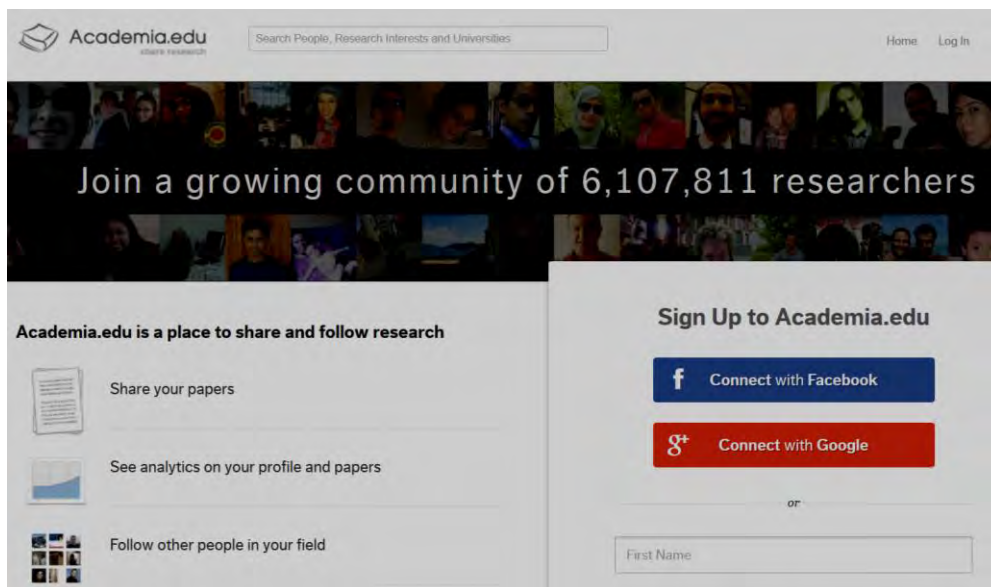 Academia.edu
share research
Search People, Research Interests and Universities
Home Log In
Join a growing community of 6,107,811 researchers
Academia.edu is a place to share and follow research
Share your papers
See analytics on your profile and papers
Follow other people in your field
Sign Up to Academia.edu
f Connect with Facebook
g+ Connect with Google
or
First Name